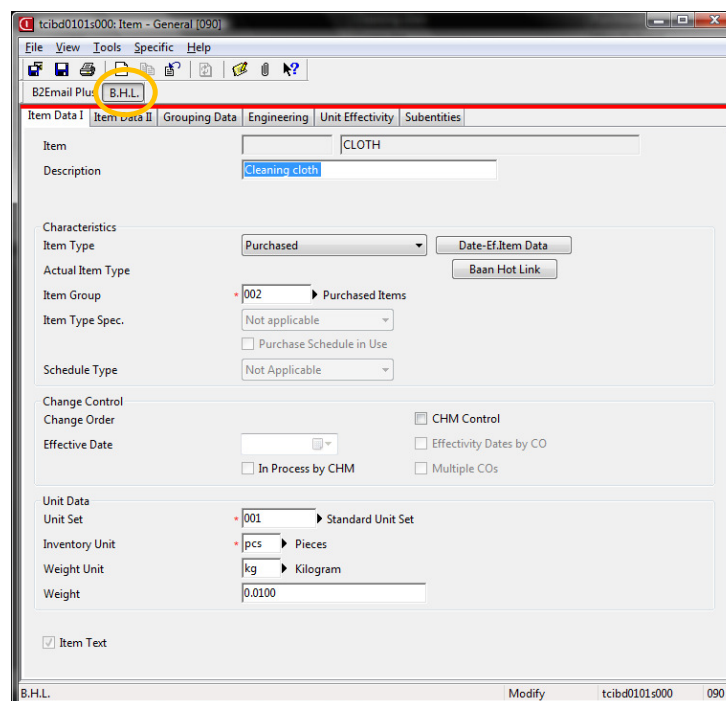 tcibd0101s000: Item - General [090]
File View Tools Specific Help
B2Email Plus B.H.L.
Item Data I Item Data II Grouping Data Engineering Unit Effectivity Subentities
Item CLOTH
Description Cleaning cloth
Characteristics
Item Type Purchased Date-Ef.Item Data
Actual Item Type Baan Hot Link
Item Group * 002 Purchased Items
Item Type Spec. Not applicable
Purchase Schedule in Use
Schedule Type Not Applicable
Change Control
Change Order CHM Control
Effective Date Effectivity Dates by CO
In Process by CHM Multiple COs
Unit Data
Unit Set * 001 Standard Unit Set
Inventory Unit * pcs Pieces
Weight Unit kg Kilogram
Weight 0.0100
Item Text
B.H.L. Modify tcibd0101s000 090